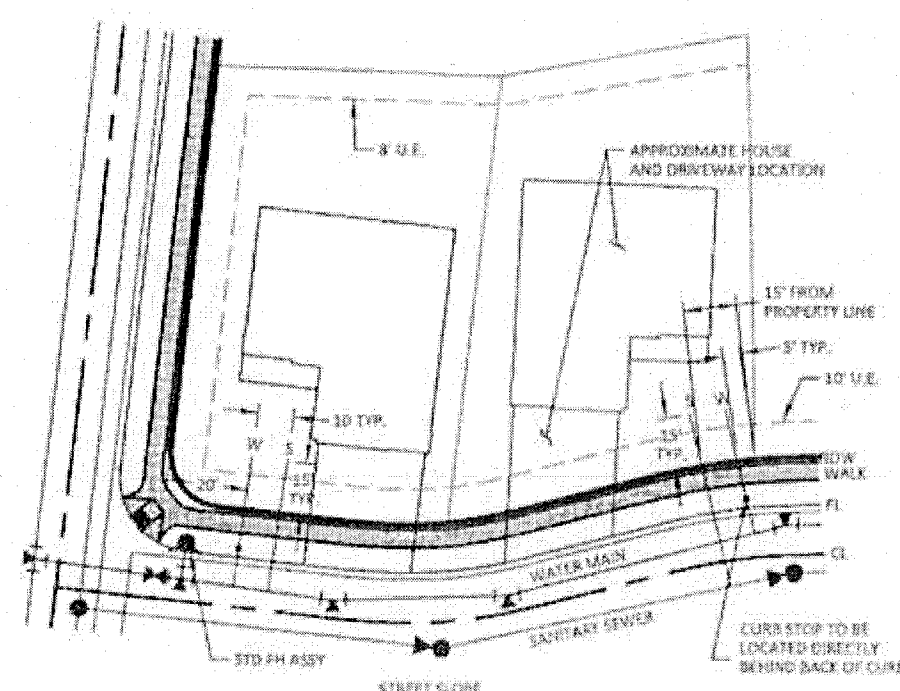 8' U.E.
APPROXIMATE HOUSE
AND DRIVEWAY LOCATION
15' FROM
PROPERTY LINE
5' TYP.
10' U.E.
10 TYP.
W
S
S
W
15'
TYP.
20'
15'
TYP
WALK
FL
WATER MAIN
CL
SANITARY SEWER
STD FH ASSY
CURB STOP TO BE
LOCATED DIRECTLY
BEHIND BACK OF CURB
STREET SLOPE